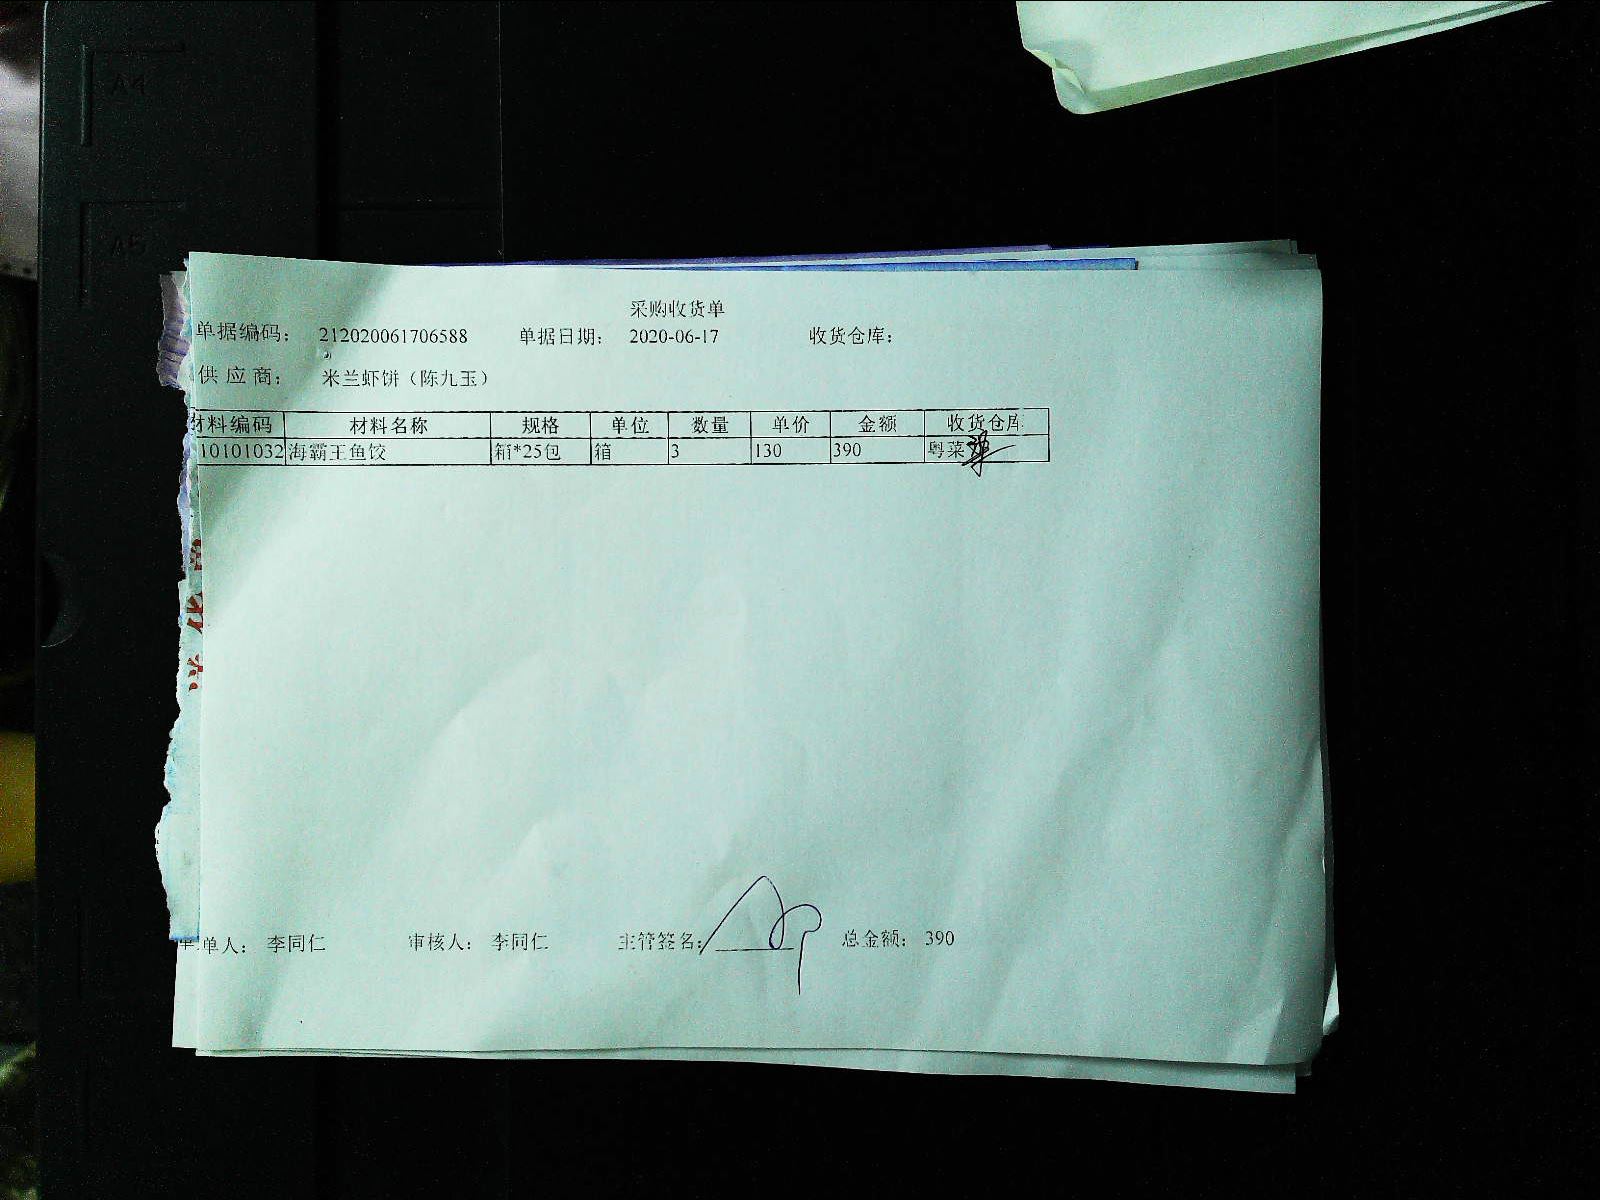 A4
A5
采购收货单
单据编码： 212020061706588 单据日期： 2020-06-17 收货仓库：
供 应 商： 米兰虾饼（陈九玉）
材料编码 材料名称 规格 单位 数量 单价 金额 收货仓库
10101032 海霸王鱼饺 箱*25包 箱 3 130 390 粤菜
单人： 李同仁 审核人： 李同仁 主管签名： 总金额： 390